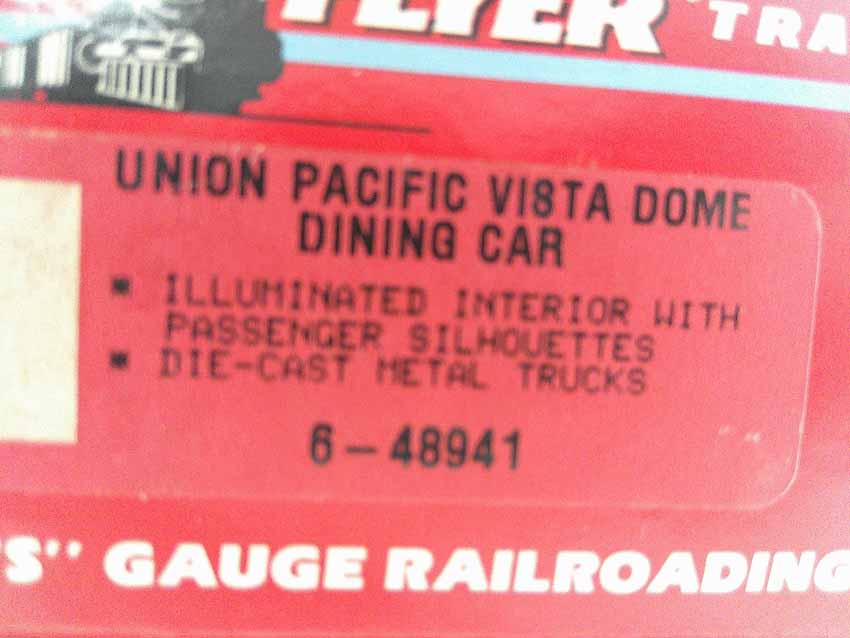 FLYER TRA
UNION PACIFIC VISTA DOME
DINING CAR
▪ ILLUMINATED INTERIOR WITH
PASSENGER SILHOUETTES
▪ DIE-CAST METAL TRUCKS
6-48941
"S" GAUGE RAILROADING